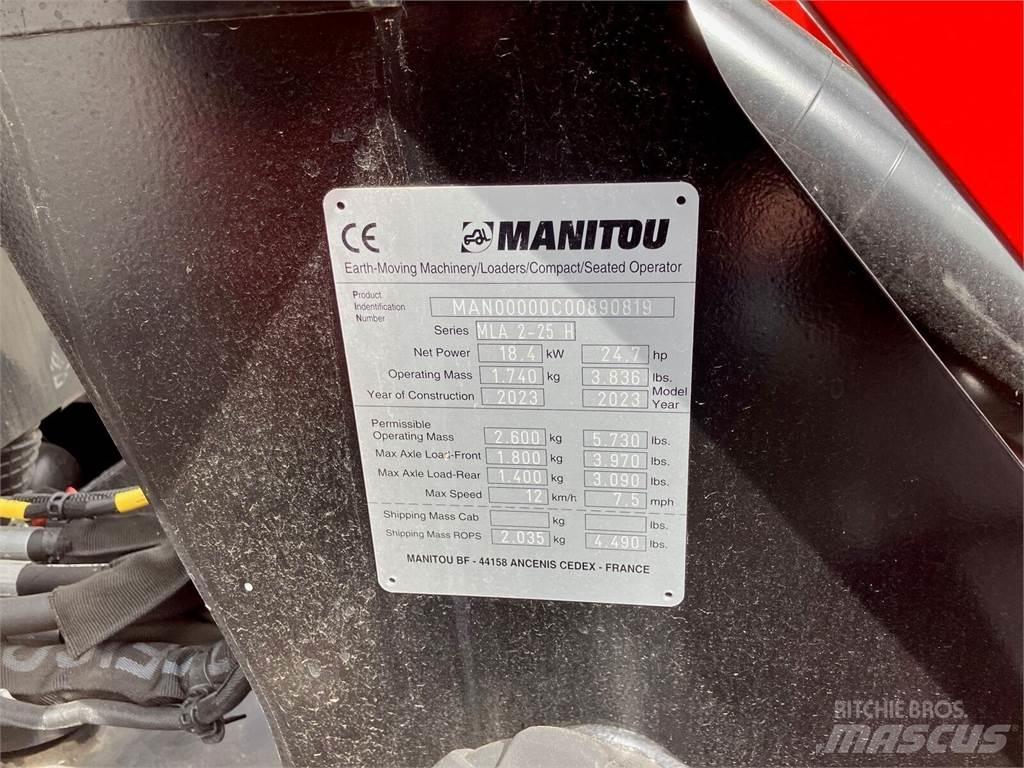 CE MANITOU
Earth-Moving Machinery/Loaders/Compact/Seated Operator
Product
Indentification
Number MAN00000C00890819
Series MLA 2-25 H
Net Power 18.4 kW 24.7 hp
Operating Mass 1.740 kg 3.836 lbs.
Year of Construction 2023 2023 Model Year
Permissible
Operating Mass 2.600 kg 5.730 lbs.
Max Axle Load-Front 1.800 kg 3.970 lbs.
Max Axle Load-Rear 1.400 kg 3.090 lbs.
Max Speed 12 km/h 7.5 mph
Shipping Mass Cab kg lbs.
Shipping Mass ROPS 2.035 kg 4.490 lbs.
MANITOU BF - 44158 ANCENIS CEDEX - FRANCE
RITCHIE BROS.
MASCUS